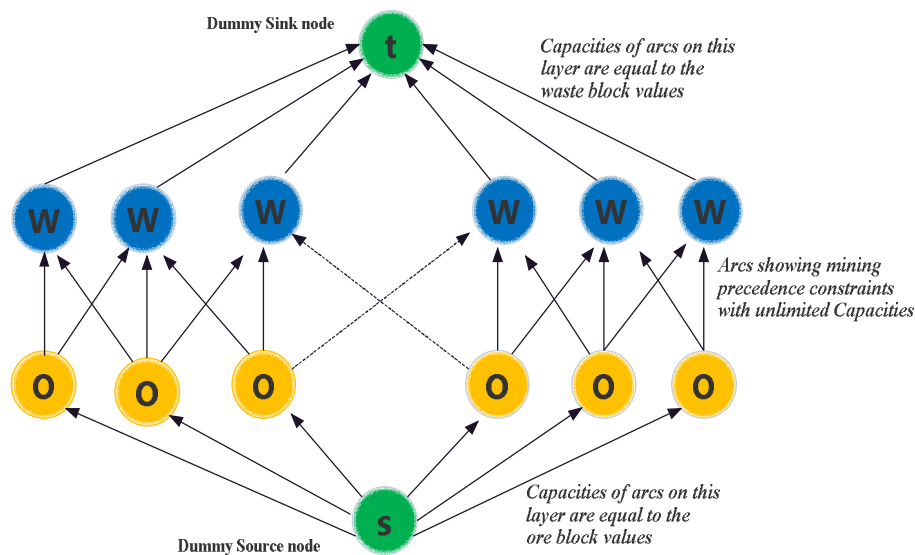 Dummy Sink node
t
Capacities of arcs on this
layer are equal to the
waste block values
W W W W W W
Arcs showing mining
precedence constraints
with unlimited Capacities
O O O O O O
Capacities of arcs on this
layer are equal to the
ore block values
s
Dummy Source node